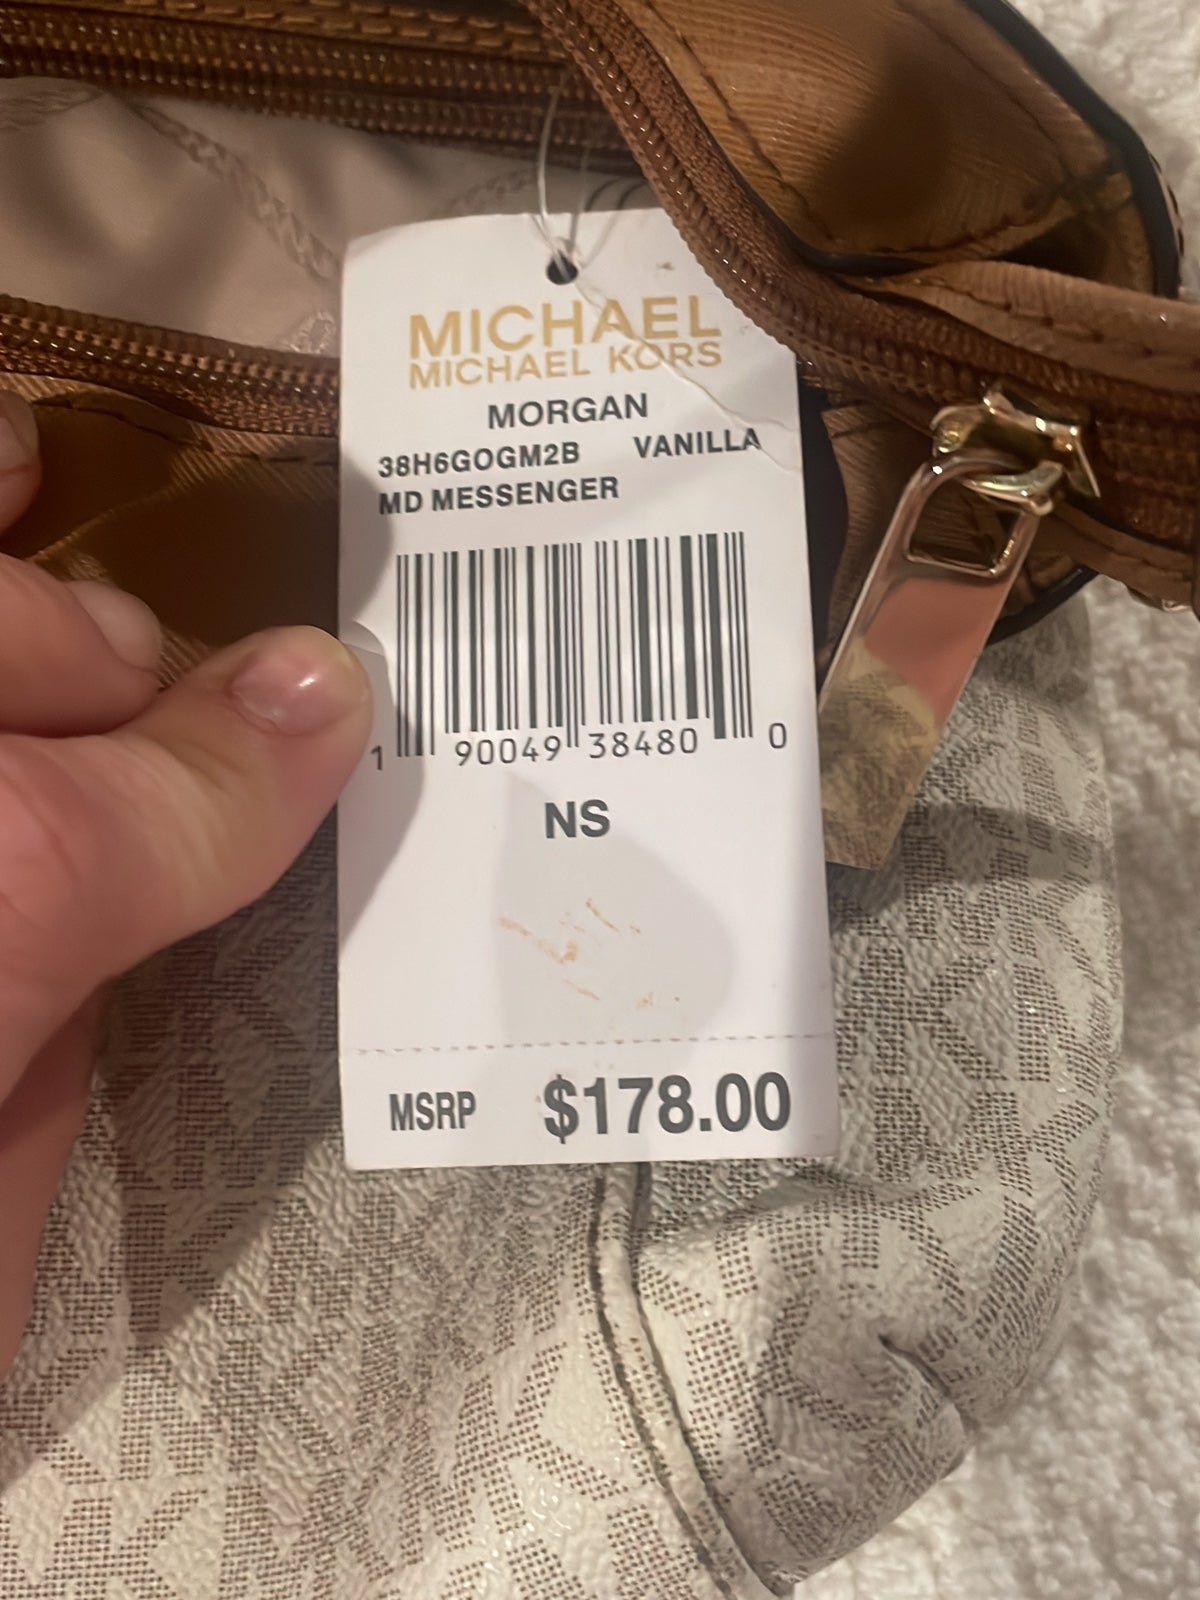 MICHAEL
MICHAEL KORS
MORGAN
38H6GOGM2B VANILLA
MD MESSENGER
1 90049 38480 0
NS
MSRP $178.00